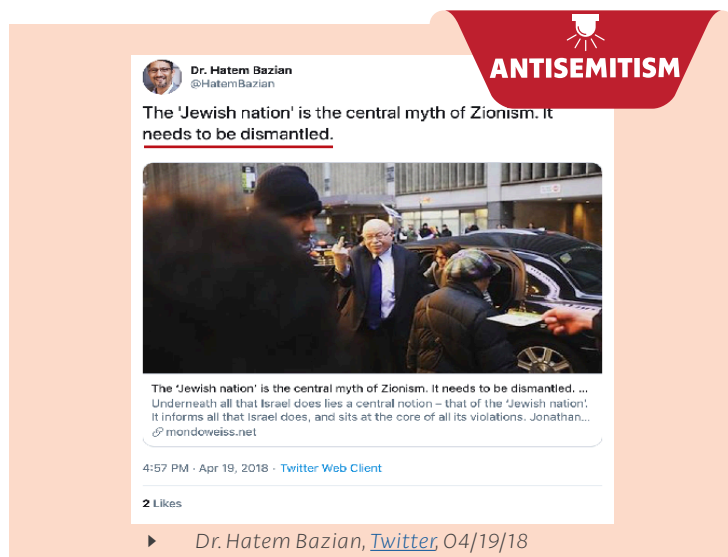 ANTISEMITISM
Dr. Hatem Bazian
@HatemBazian
The 'Jewish nation' is the central myth of Zionism. It
needs to be dismantled.
The 'Jewish nation' is the central myth of Zionism. It needs to be dismantled. ...
Underneath all that Israel does lies a central notion – that of the 'Jewish nation'.
It informs all that Israel does, and sits at the core of all its violations. Jonathan...
mondoweiss.net
4:57 PM · Apr 19, 2018 · Twitter Web Client
2 Likes
Dr. Hatem Bazian, Twitter, 04/19/18